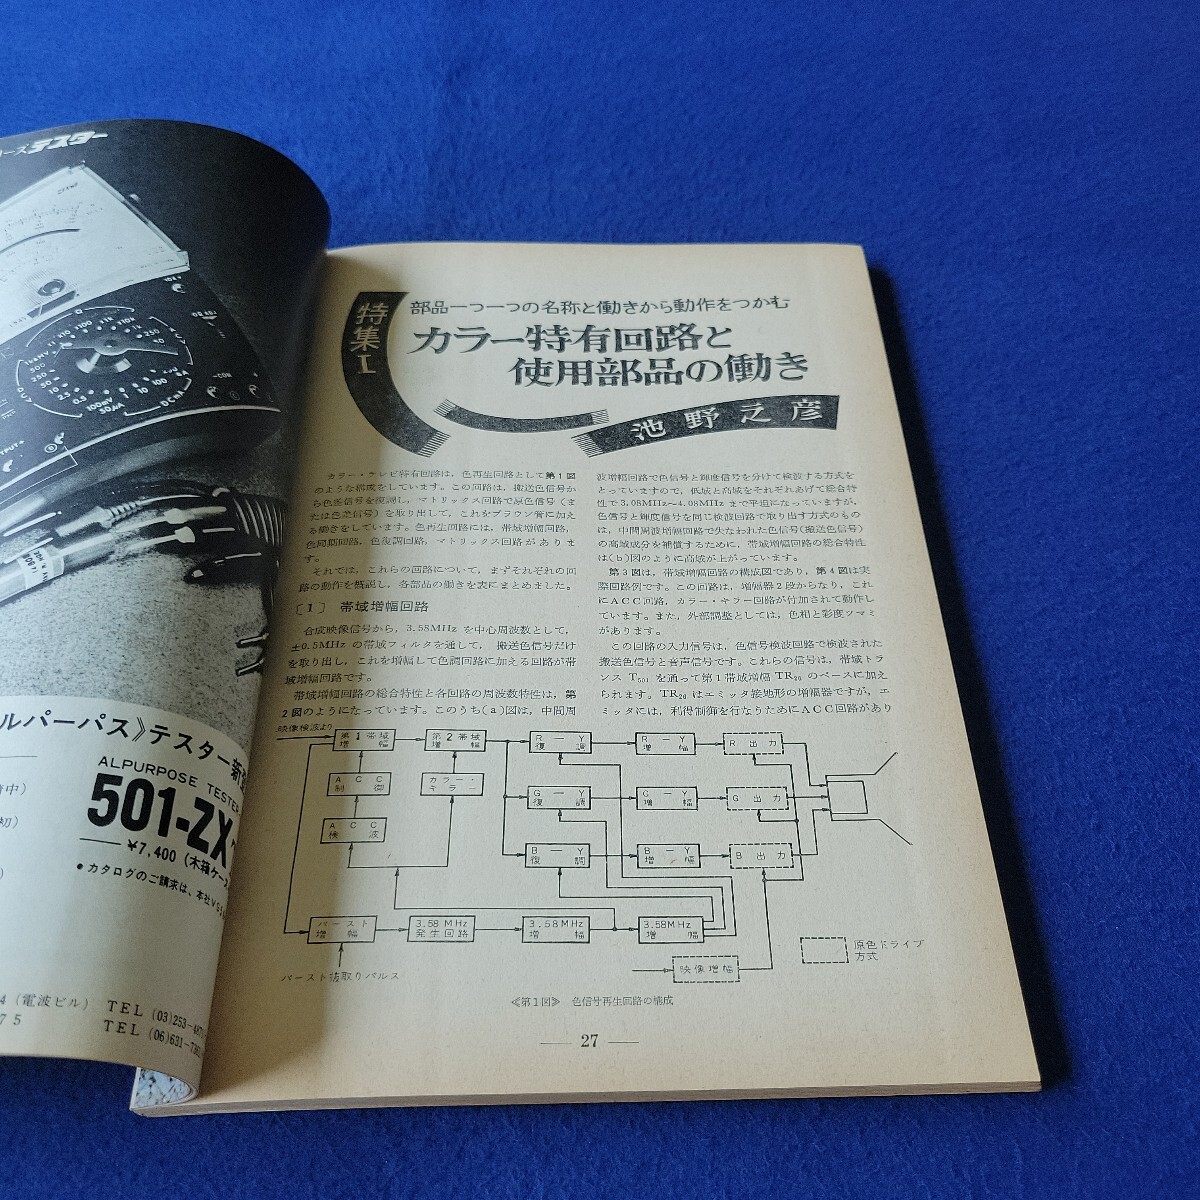 ーズテスター
OUTPUT+
-COM
DCmA
100mV
50μA
ルパーパス》テスター新
ALPURPOSE TESTER
501-ZX
¥7,400 (木箱ケー
•カタログのご請求は、本社
4 (電波ビル)
7 5
TEL (03)253-4871
TEL (06)631-7361
特集I
部品一つ一つの名称と働きから動作をつかむ
カラー特有回路と
使用部品の働き
池野之彦
カラー・テレビ特有回路は，色再生回路として第1図
のような構成をしています。この回路は，搬送色信号か
ら色差信号を復調し，マトリックス回路で原色信号（ま
たは色差信号）を取り出して，これをブラウン管に加え
る働きをしています。色再生回路には，帯域増幅回路，
色同期回路，色復調回路，マトリックス回路がありま
す。
それでは，これらの回路について，まずそれぞれの回
路の動作を概説し，各部品の働きを表にまとめました。
〔1〕 帯域増幅回路
合成映像信号から，3.58MHzを中心周波数として，
±0.5MHzの帯域フィルタを通して，搬送色信号だけ
を取り出し，これを増幅して色調回路に加える回路が帯
域増幅回路です。
帯域増幅回路の総合特性と各回路の周波数特性は，第
2図のようになっています。このうち(a)図は，中間周
波増幅回路で色信号と輝度信号を分けて検波する方式を
とっていますので，低域と高域をそれぞれあげて総合特
性で3.08MHz〜4.08MHzまで平坦になっていますが，
色信号と輝度信号を同じ検波回路で取り出す方式のもの
は，中間周波増幅回路で失なわれた色信号(搬送色信号)
の高域成分を補償するために，帯域増幅回路の総合特性
は(b)図のように高域が上がっています。
第3図は，帯域増幅回路の構成図であり，第4図は実
際回路例です。この回路は，増幅器2段からなり，これ
にACC回路，カラー・キラー回路が付加されて動作し
ています。また，外部調整としては，色相と彩度ツマミ
があります。
この回路の入力信号は，色信号検波回路で検波された
搬送色信号と音声信号です。これらの信号は，帯域トラ
ンスT501を通って第1帯域増幅TR20のベースに加え
られます。TR20はエミッタ接地形の増幅器ですが，エ
ミッタには，利得制御を行なうためにACC回路があり
映像検波より
第1帯域増幅
第2帯域増幅
R－Y復調
R－Y増幅
R出力
ACC制御
カラー・キラー
G－Y復調
G－Y増幅
G出力
ACC検波
B－Y復調
B－Y増幅
B出力
バースト増幅
3.58MHz発生回路
3.58MHz増幅
3.58MHz増幅
原色ドライブ方式
バースト抜取りパルス
映像増幅
《第1図》 色信号再生回路の構成
27